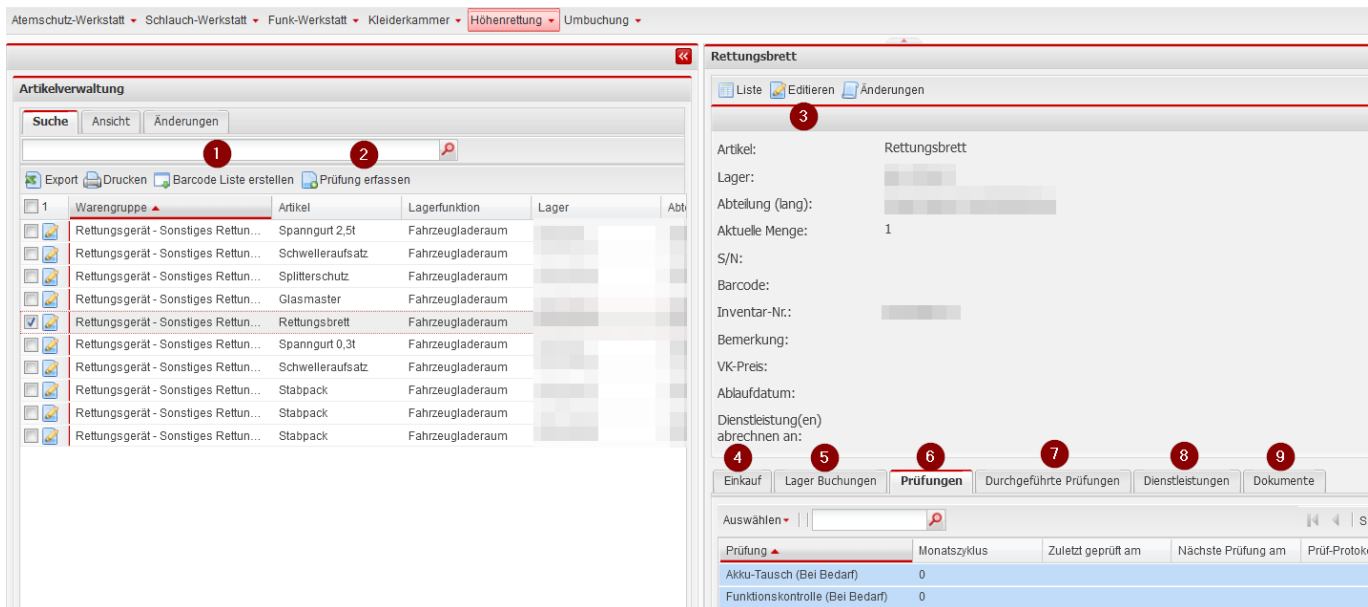 Atemschutz-Werkstatt Schlauch-Werkstatt Funk-Werkstatt Kleiderkammer Höhenrettung Umbuchung
Artikelverwaltung
Suche Ansicht Änderungen
1 2
Export Drucken Barcode Liste erstellen Prüfung erfassen
1 Warengruppe Artikel Lagerfunktion Lager Abt
Rettungsgerät - Sonstiges Rettun... Spanngurt 2,5t Fahrzeugladeraum
Rettungsgerät - Sonstiges Rettun... Schwelleraufsatz Fahrzeugladeraum
Rettungsgerät - Sonstiges Rettun... Splitterschutz Fahrzeugladeraum
Rettungsgerät - Sonstiges Rettun... Glasmaster Fahrzeugladeraum
Rettungsgerät - Sonstiges Rettun... Rettungsbrett Fahrzeugladeraum
Rettungsgerät - Sonstiges Rettun... Spanngurt 0,3t Fahrzeugladeraum
Rettungsgerät - Sonstiges Rettun... Schwelleraufsatz Fahrzeugladeraum
Rettungsgerät - Sonstiges Rettun... Stabpack Fahrzeugladeraum
Rettungsgerät - Sonstiges Rettun... Stabpack Fahrzeugladeraum
Rettungsgerät - Sonstiges Rettun... Stabpack Fahrzeugladeraum
Rettungsbrett
Liste Editieren Änderungen
3
Artikel: Rettungsbrett
Lager:
Abteilung (lang):
Aktuelle Menge: 1
S/N:
Barcode:
Inventar-Nr.:
Bemerkung:
VK-Preis:
Ablaufdatum:
Dienstleistung(en)
abrechnen an:
4 5 6 7 8 9
Einkauf Lager Buchungen Prüfungen Durchgeführte Prüfungen Dienstleistungen Dokumente
Auswählen S
Prüfung Monatszyklus Zuletzt geprüft am Nächste Prüfung am Prüf-Protok
Akku-Tausch (Bei Bedarf) 0
Funktionskontrolle (Bei Bedarf) 0